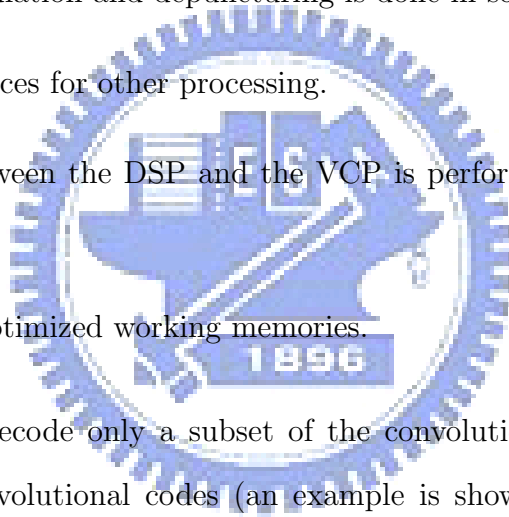 mation and depuncturing is done in so
ces for other processing.
ween the DSP and the VCP is perfor
E S A
ptimized working memories.
1896
ecode only a subset of the convoluti
volutional codes (an example is show